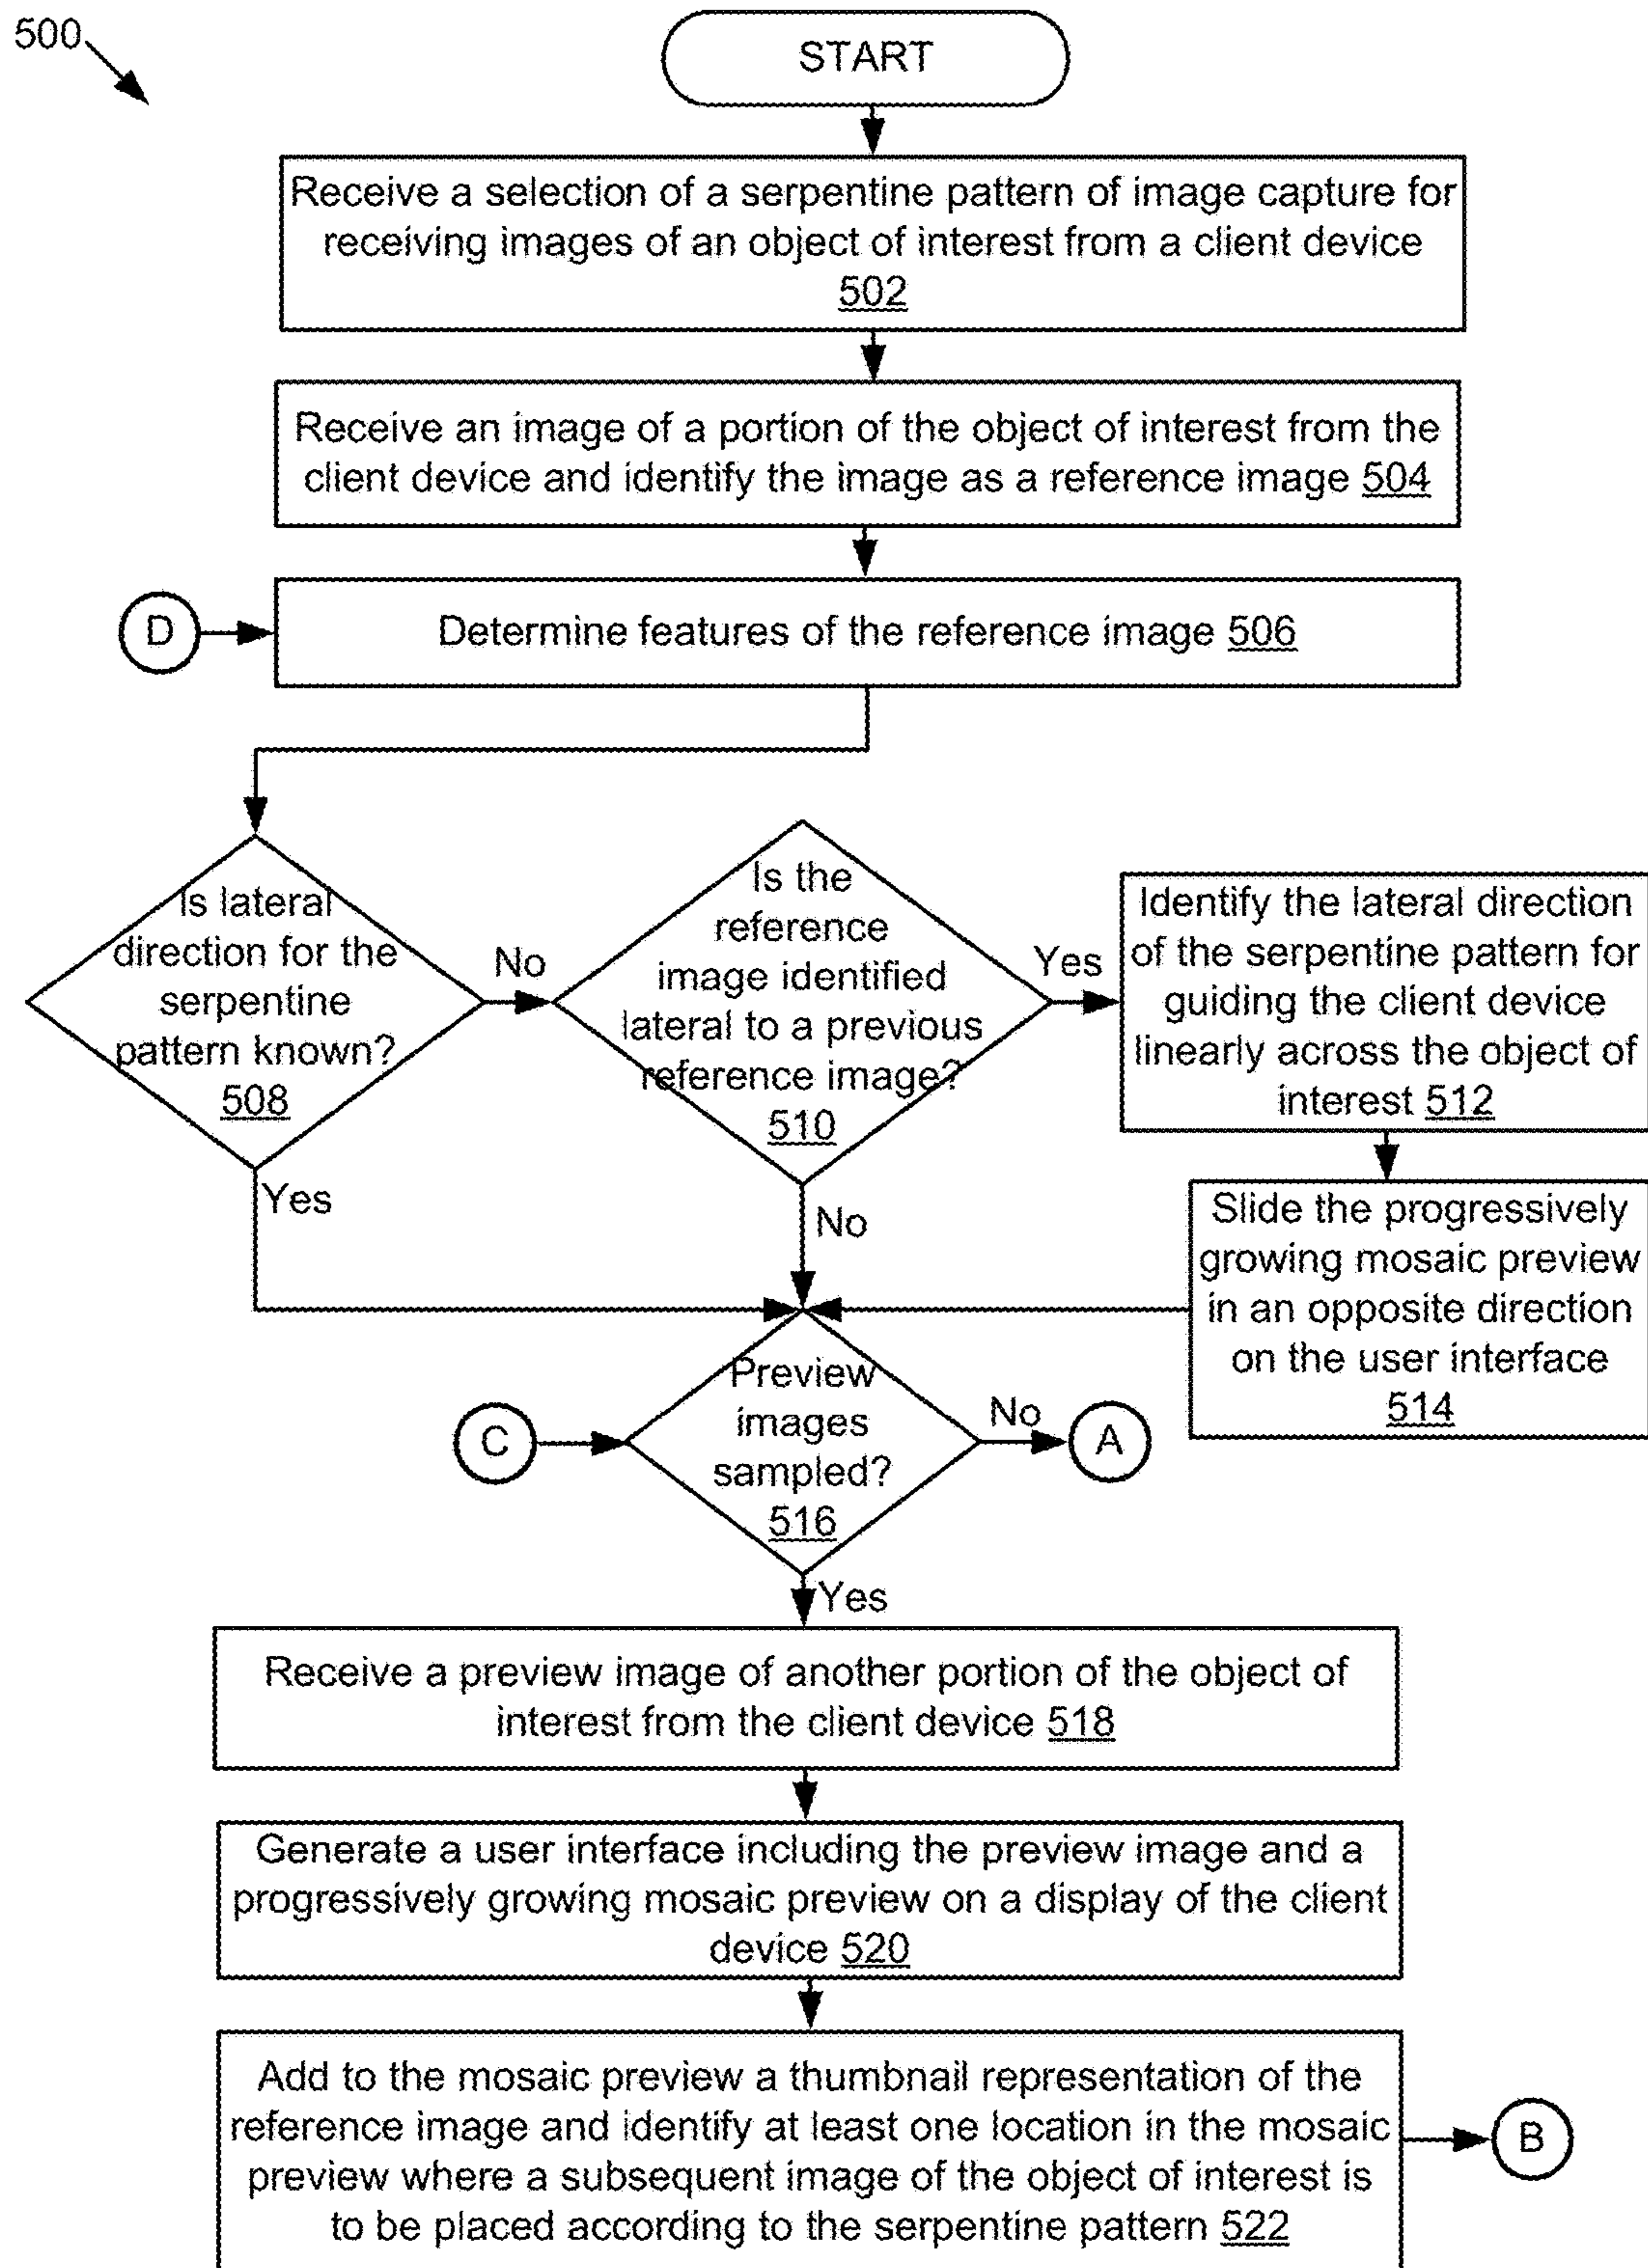 500
START
Receive a selection of a serpentine pattern of image capture for
receiving images of an object of interest from a client device
502
Receive an image of a portion of the object of interest from the
client device and identify the image as a reference image 504
D
Determine features of the reference image 506
Is lateral
direction for the
serpentine
pattern known?
508
No
Yes
Is the
reference
image identified
lateral to a previous
reference image?
510
Yes
No
Identify the lateral direction
of the serpentine pattern for
guiding the client device
linearly across the object of
interest 512
Slide the progressively
growing mosaic preview
in an opposite direction
on the user interface
514
C
Preview
images
sampled?
516
No
A
Yes
Receive a preview image of another portion of the object of
interest from the client device 518
Generate a user interface including the preview image and a
progressively growing mosaic preview on a display of the client
device 520
Add to the mosaic preview a thumbnail representation of the
reference image and identify at least one location in the mosaic
preview where a subsequent image of the object of interest is
to be placed according to the serpentine pattern 522
B